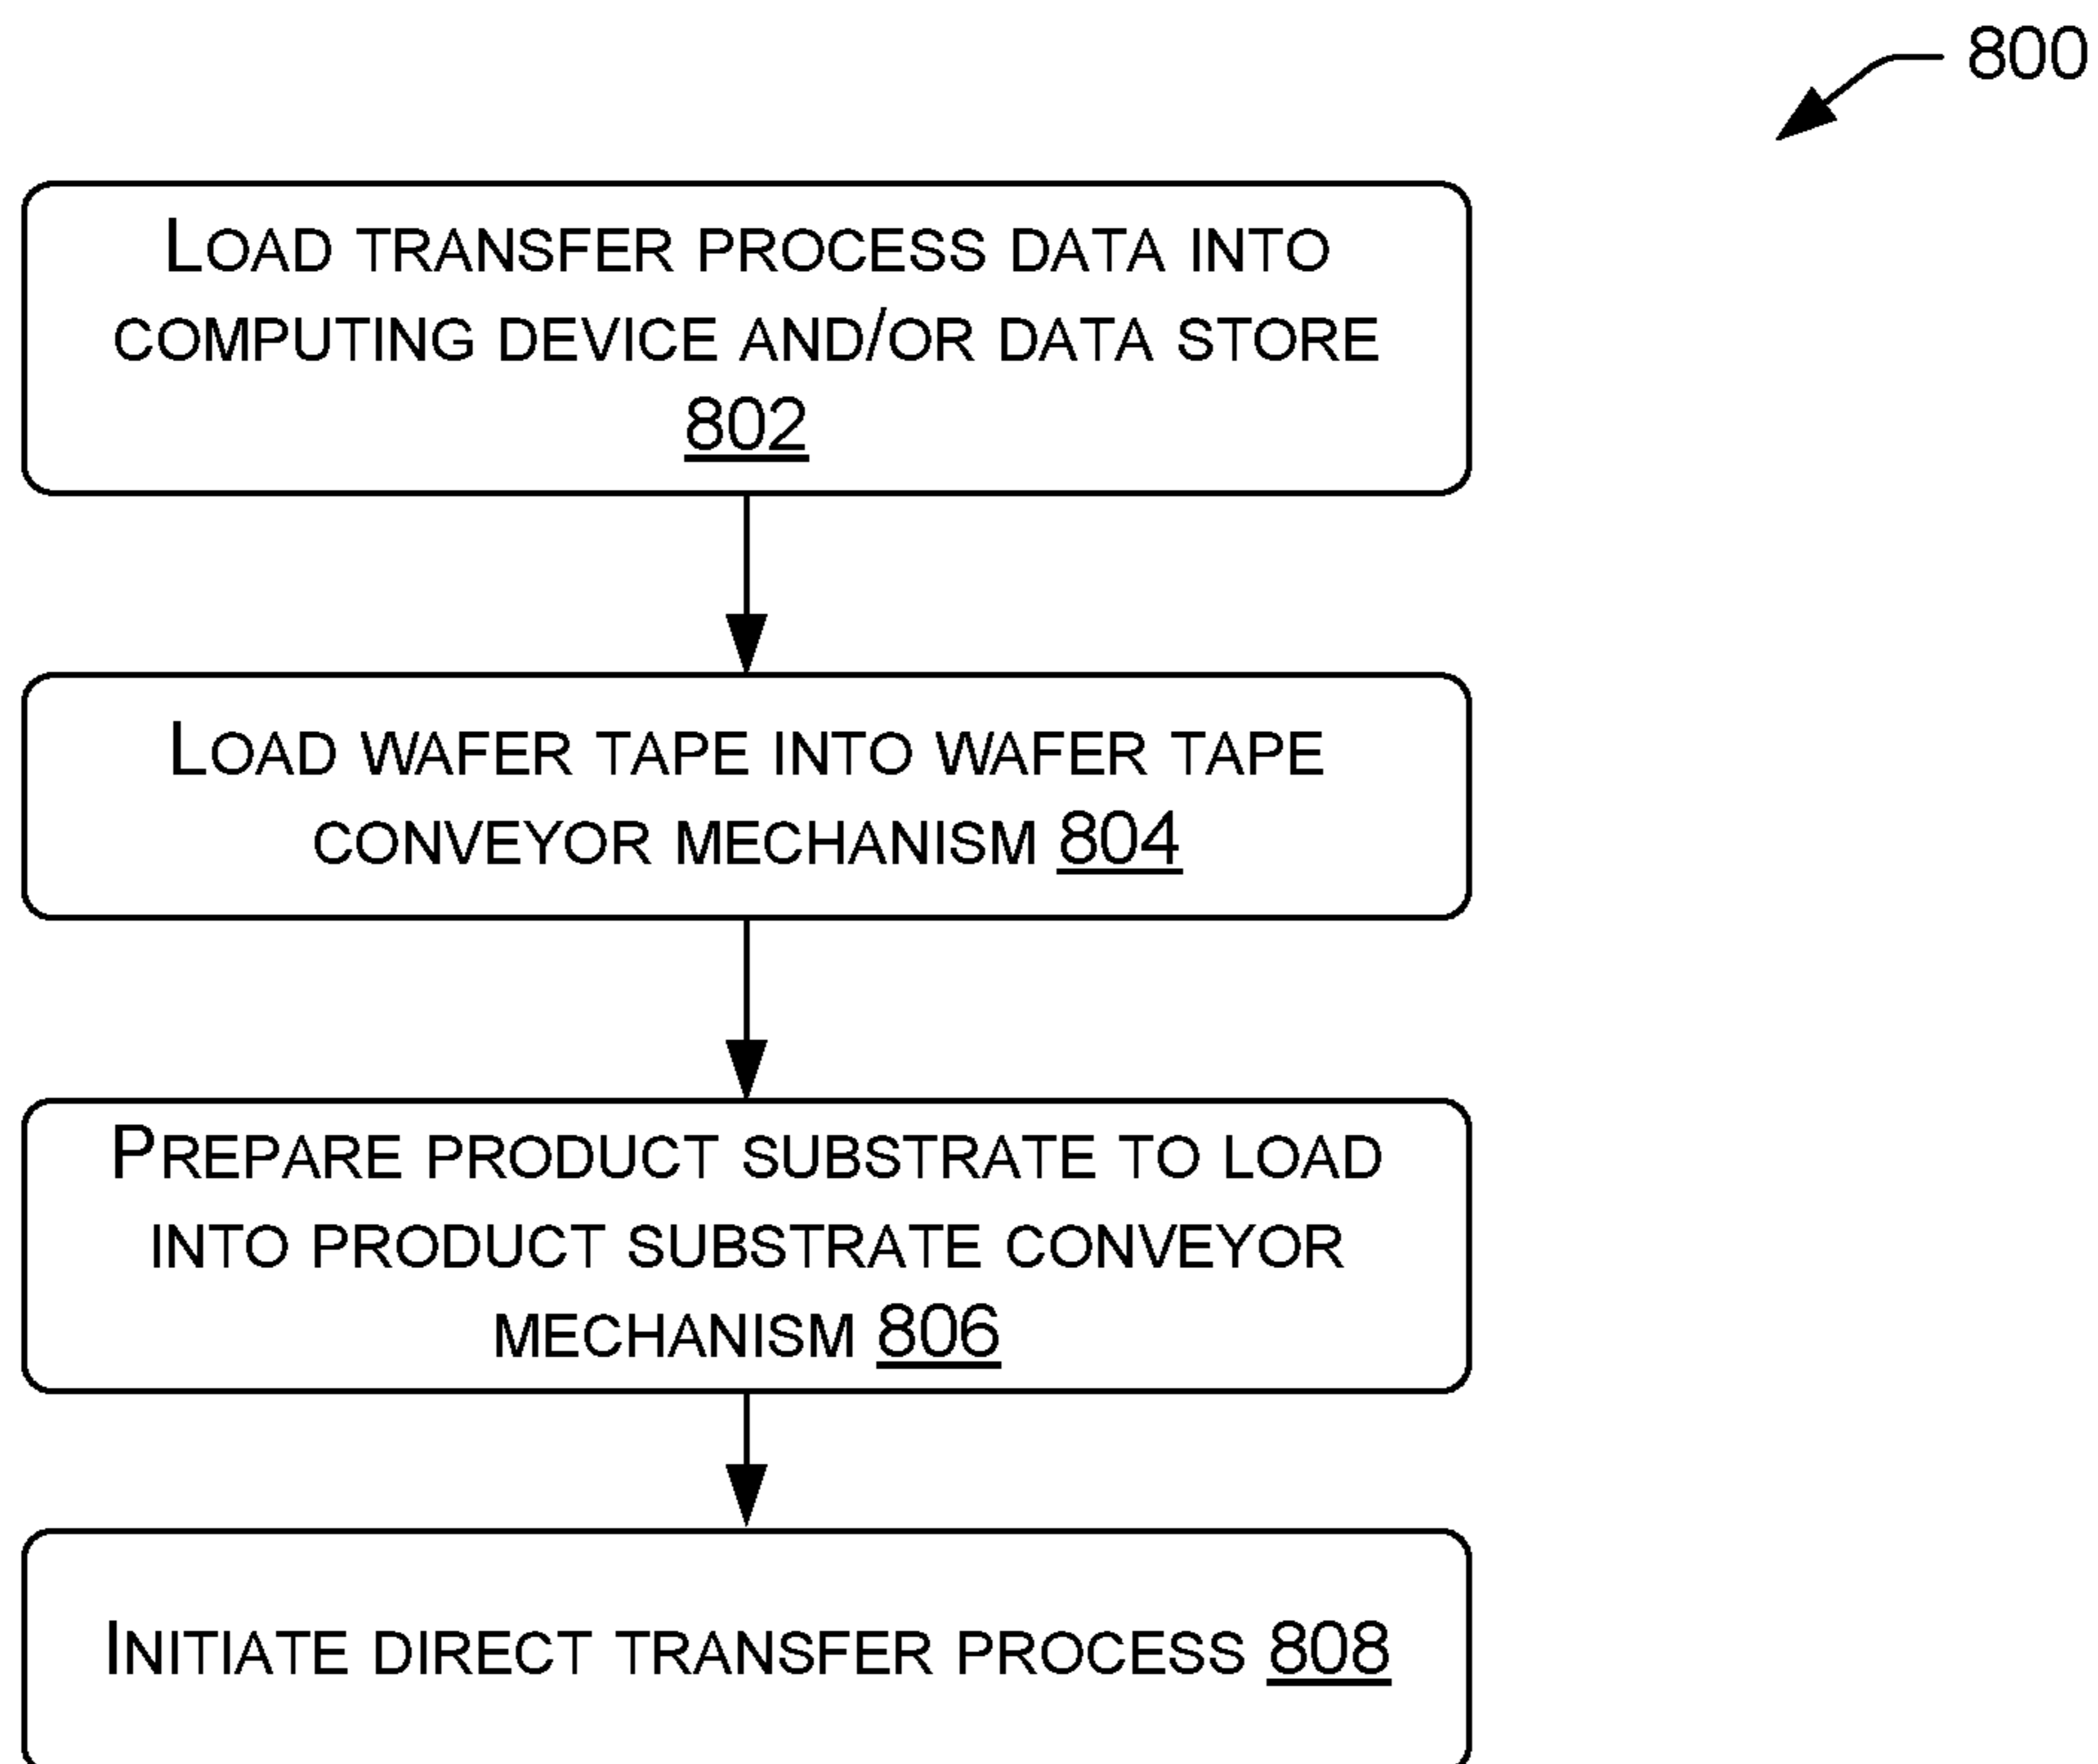 800
LOAD TRANSFER PROCESS DATA INTO
COMPUTING DEVICE AND/OR DATA STORE
802
LOAD WAFER TAPE INTO WAFER TAPE
CONVEYOR MECHANISM 804
PREPARE PRODUCT SUBSTRATE TO LOAD
INTO PRODUCT SUBSTRATE CONVEYOR
MECHANISM 806
INITIATE DIRECT TRANSFER PROCESS 808